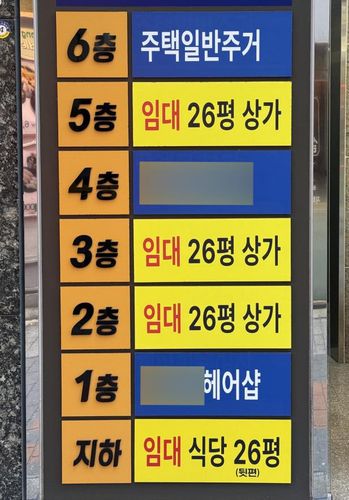 6층 주택일반주거
5층 임대 26평 상가
4층
3층 임대 26평 상가
2층 임대 26평 상가
1층 헤어샵
지하 임대 식당 26평
(뒷편)